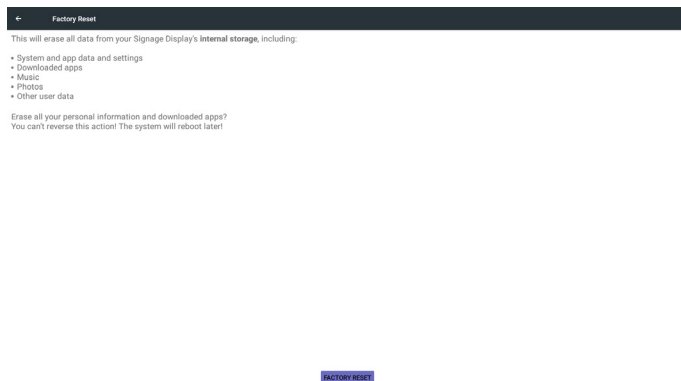 Factory Reset
This will erase all data from your Signage Display's internal storage, including:
• System and app data and settings
• Downloaded apps
• Music
• Photos
• Other user data
Erase all your personal information and downloaded apps?
You can't reverse this action! The system will reboot later!
FACTORY RESET